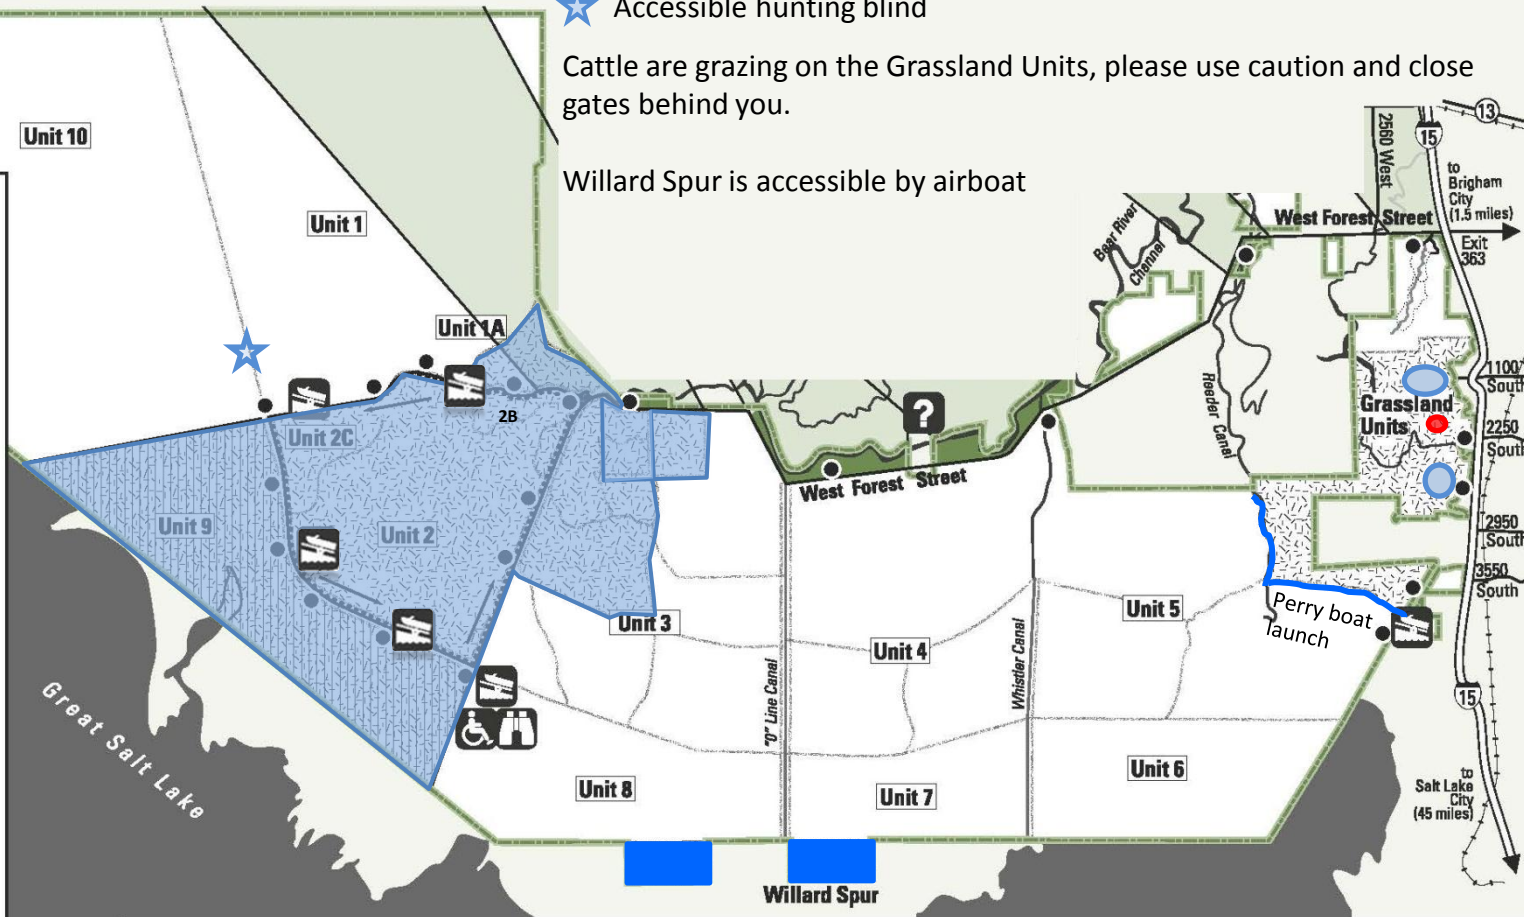 Accessible hunting blind
Cattle are grazing on the Grassland Units, please use caution and close
gates behind you.
Willard Spur is accessible by airboat
13
15
2560 West
to
Brigham
City
(1.5 miles)
West Forest Street
Exit
363
Unit 10
Unit 1
Bear River
Channel
Unit 1A
Reeder Canal
1100
South
Grassland
Units
2250
South
2B
Unit 2C
?
West Forest Street
Unit 9
Unit 2
2950
South
3550
South
Perry boat
launch
Unit 3
Unit 4
Unit 5
"O" Line Canal
Whistler Canal
Great Salt Lake
15
Unit 8
Unit 7
Unit 6
to
Salt Lake
City
(45 miles)
Willard Spur